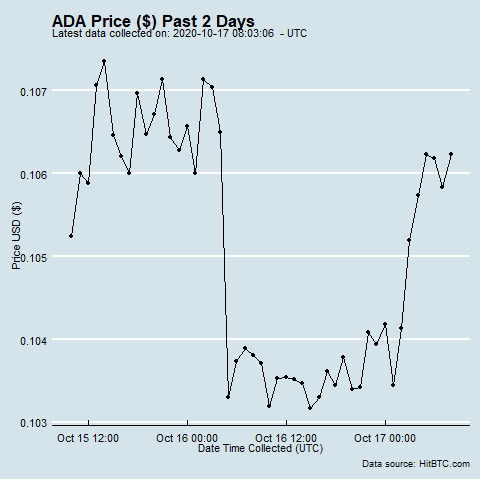 ADA Price ($) Past 2 Days
Latest data collected on: 2020-10-17 08:03:06  - UTC
0.107
0.106
0.105
0.104
0.103
Price USD ($)
Oct 15 12:00
Oct 16 00:00
Oct 16 12:00
Oct 17 00:00
Date Time Collected (UTC)
Data source: HitBTC.com